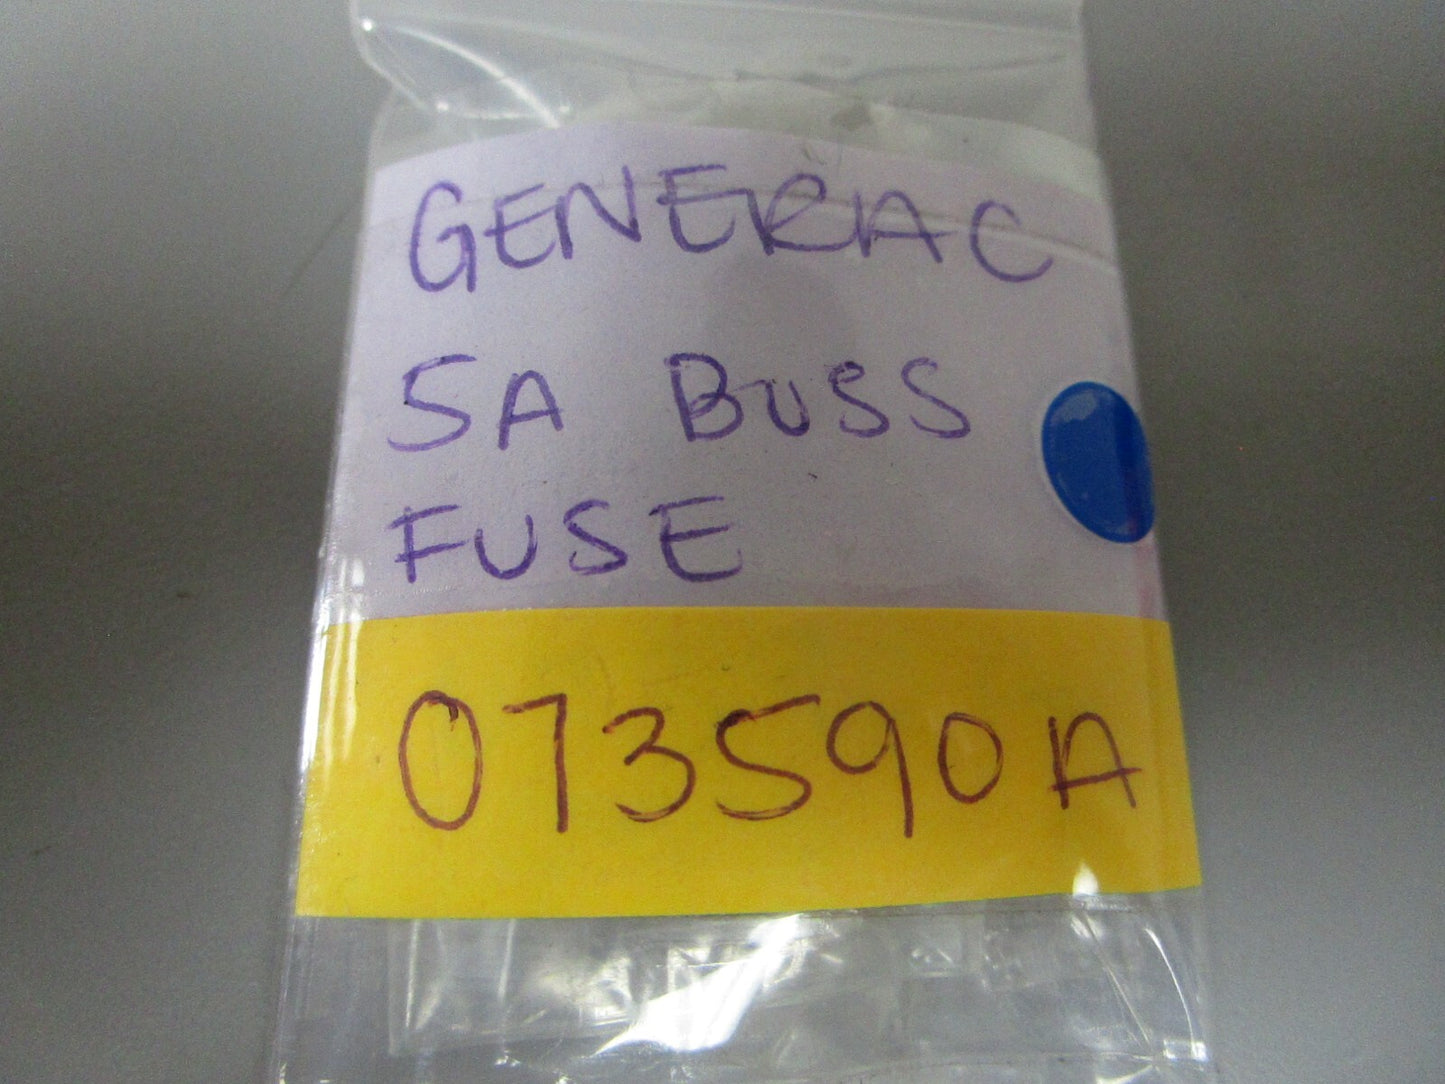 GENERAC
5A BUSS
FUSE
073590A